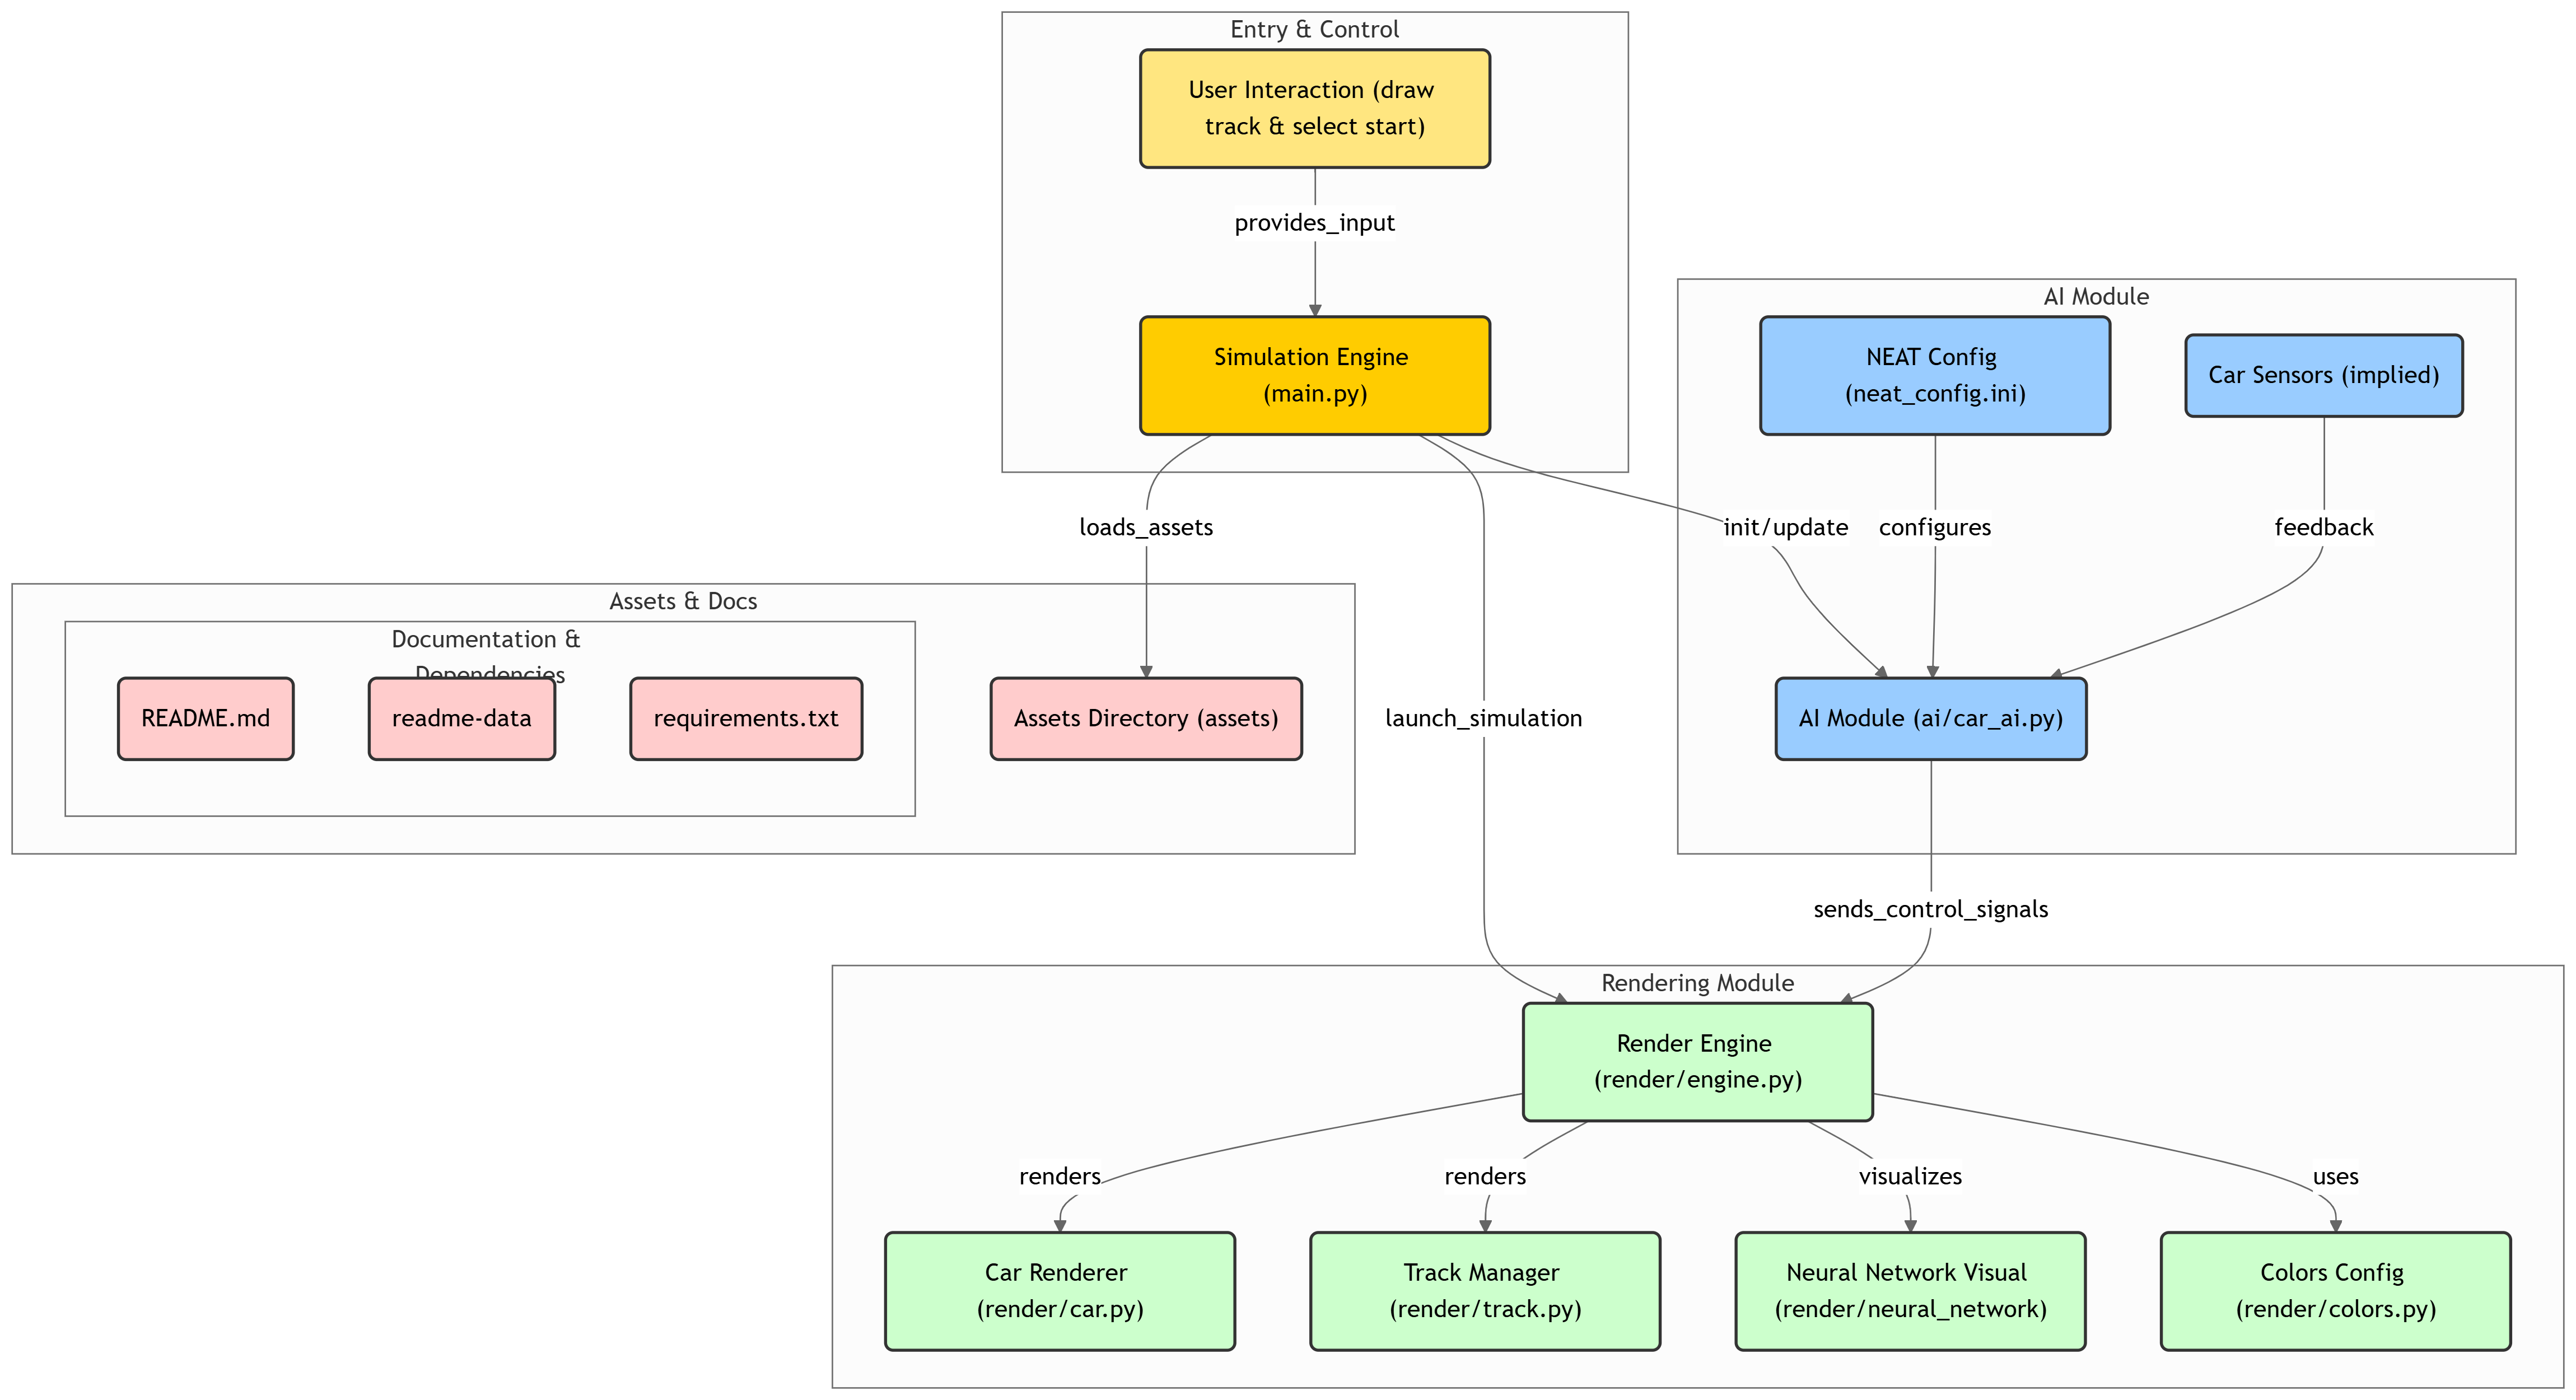 Entry & Control
User Interaction (draw
track & select start)
provides_input
Simulation Engine
(main.py)
AI Module
NEAT Config
(neat_config.ini)
Car Sensors (implied)
loads_assets
init/update
configures
feedback
Assets & Docs
Documentation &
Dependencies
README.md
readme-data
requirements.txt
Assets Directory (assets)
launch_simulation
AI Module (ai/car_ai.py)
sends_control_signals
Rendering Module
Render Engine
(render/engine.py)
renders
renders
visualizes
uses
Car Renderer
(render/car.py)
Track Manager
(render/track.py)
Neural Network Visual
(render/neural_network)
Colors Config
(render/colors.py)